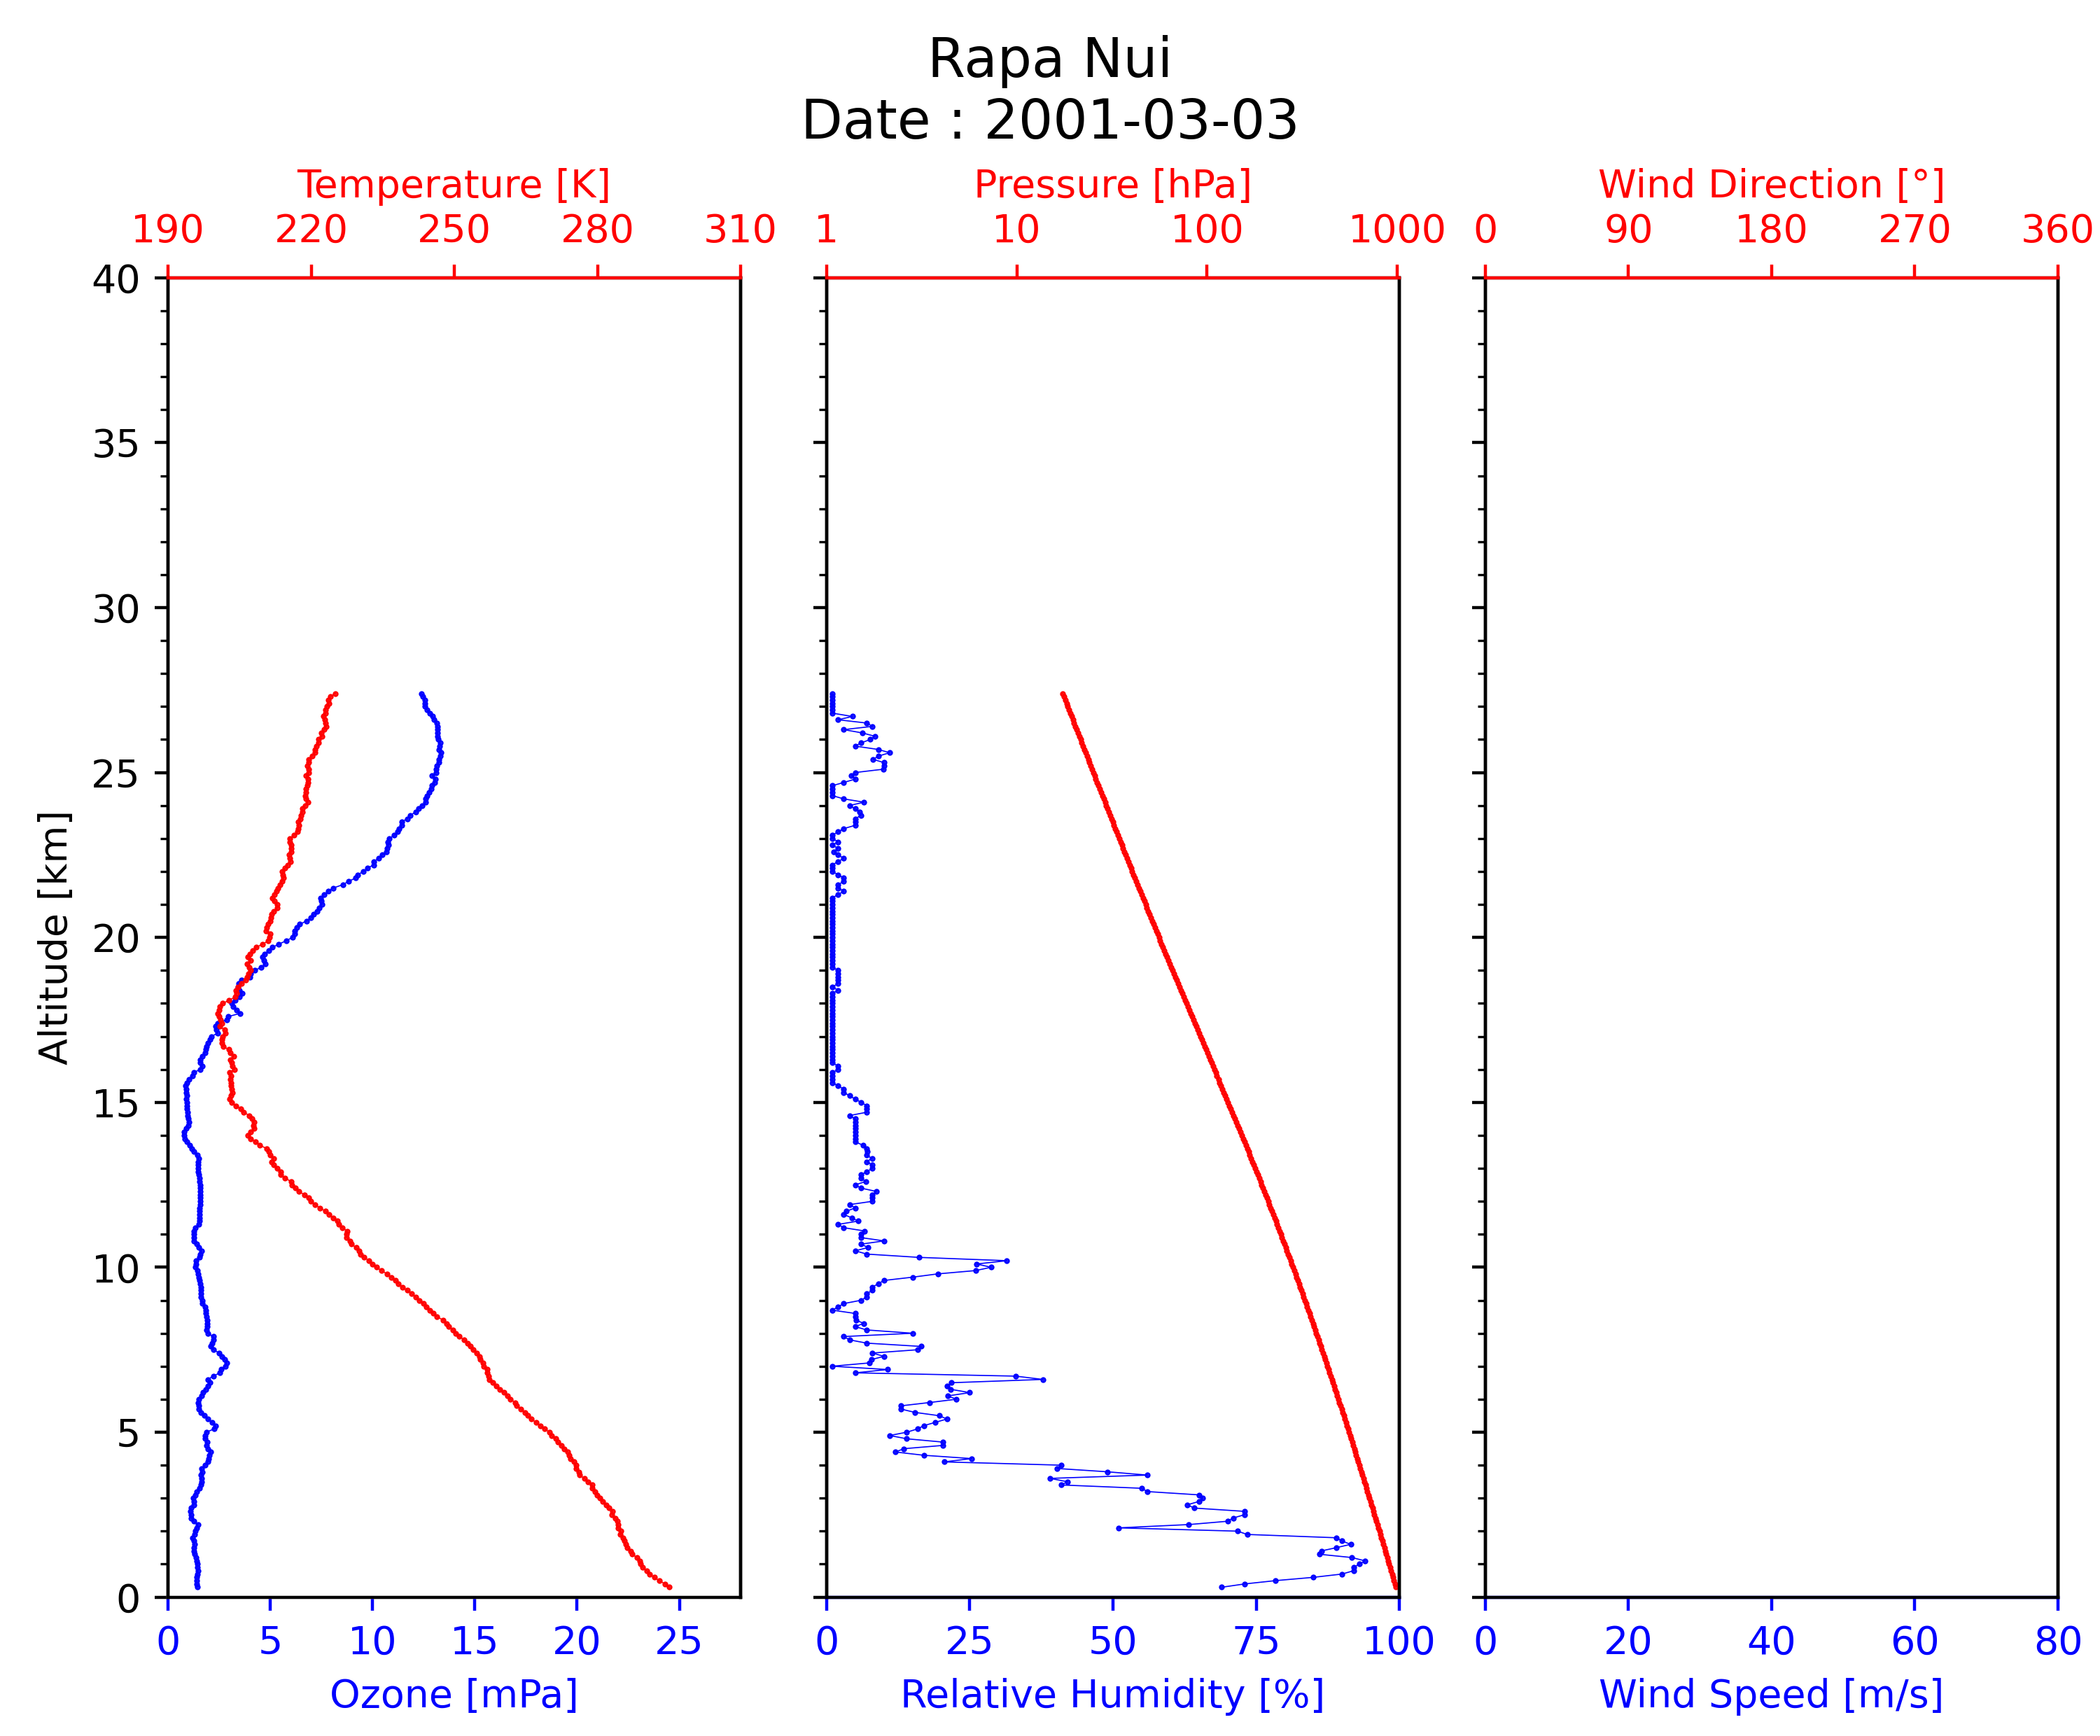 Rapa Nui
Date : 2001-03-03
Temperature [K]
190 220 250 280 310
Pressure [hPa]
1 10 100 1000
Wind Direction [°]
0 90 180 270 360
Altitude [km]
40
35
30
25
20
15
10
5
0
0 5 10 15 20 25
Ozone [mPa]
0 25 50 75 100
Relative Humidity [%]
0 20 40 60 80
Wind Speed [m/s]